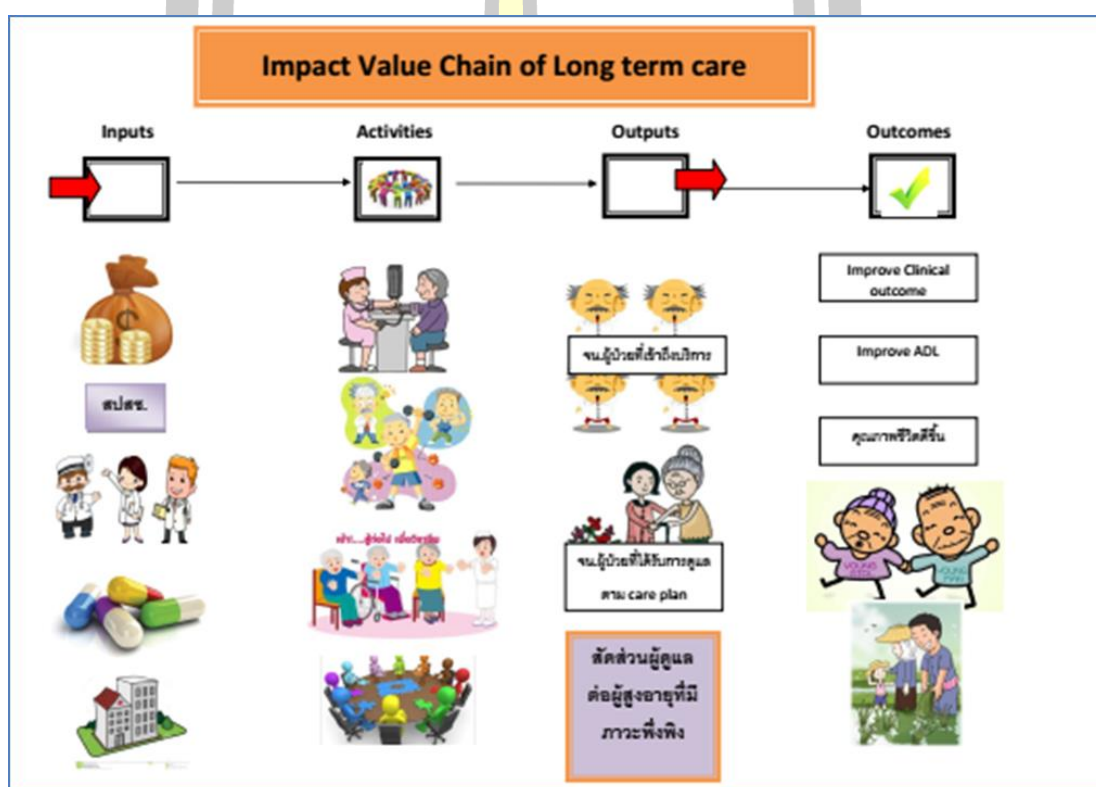 Impact Value Chain of Long term care
Inputs
Activities
Outputs
Outcomes
สปสช.
จน.ผู้ป่วยที่เข้าถึงบริการ
จน.ผู้ป่วยที่ได้รับการดูแล
ตาม care plan
สัดส่วนผู้ดูแล
ต่อผู้สูงอายุที่มี
ภาวะพึ่งพิง
Improve Clinical
outcome
Improve ADL
คุณภาพชีวิตดีขึ้น
YOUNG
YOUNG